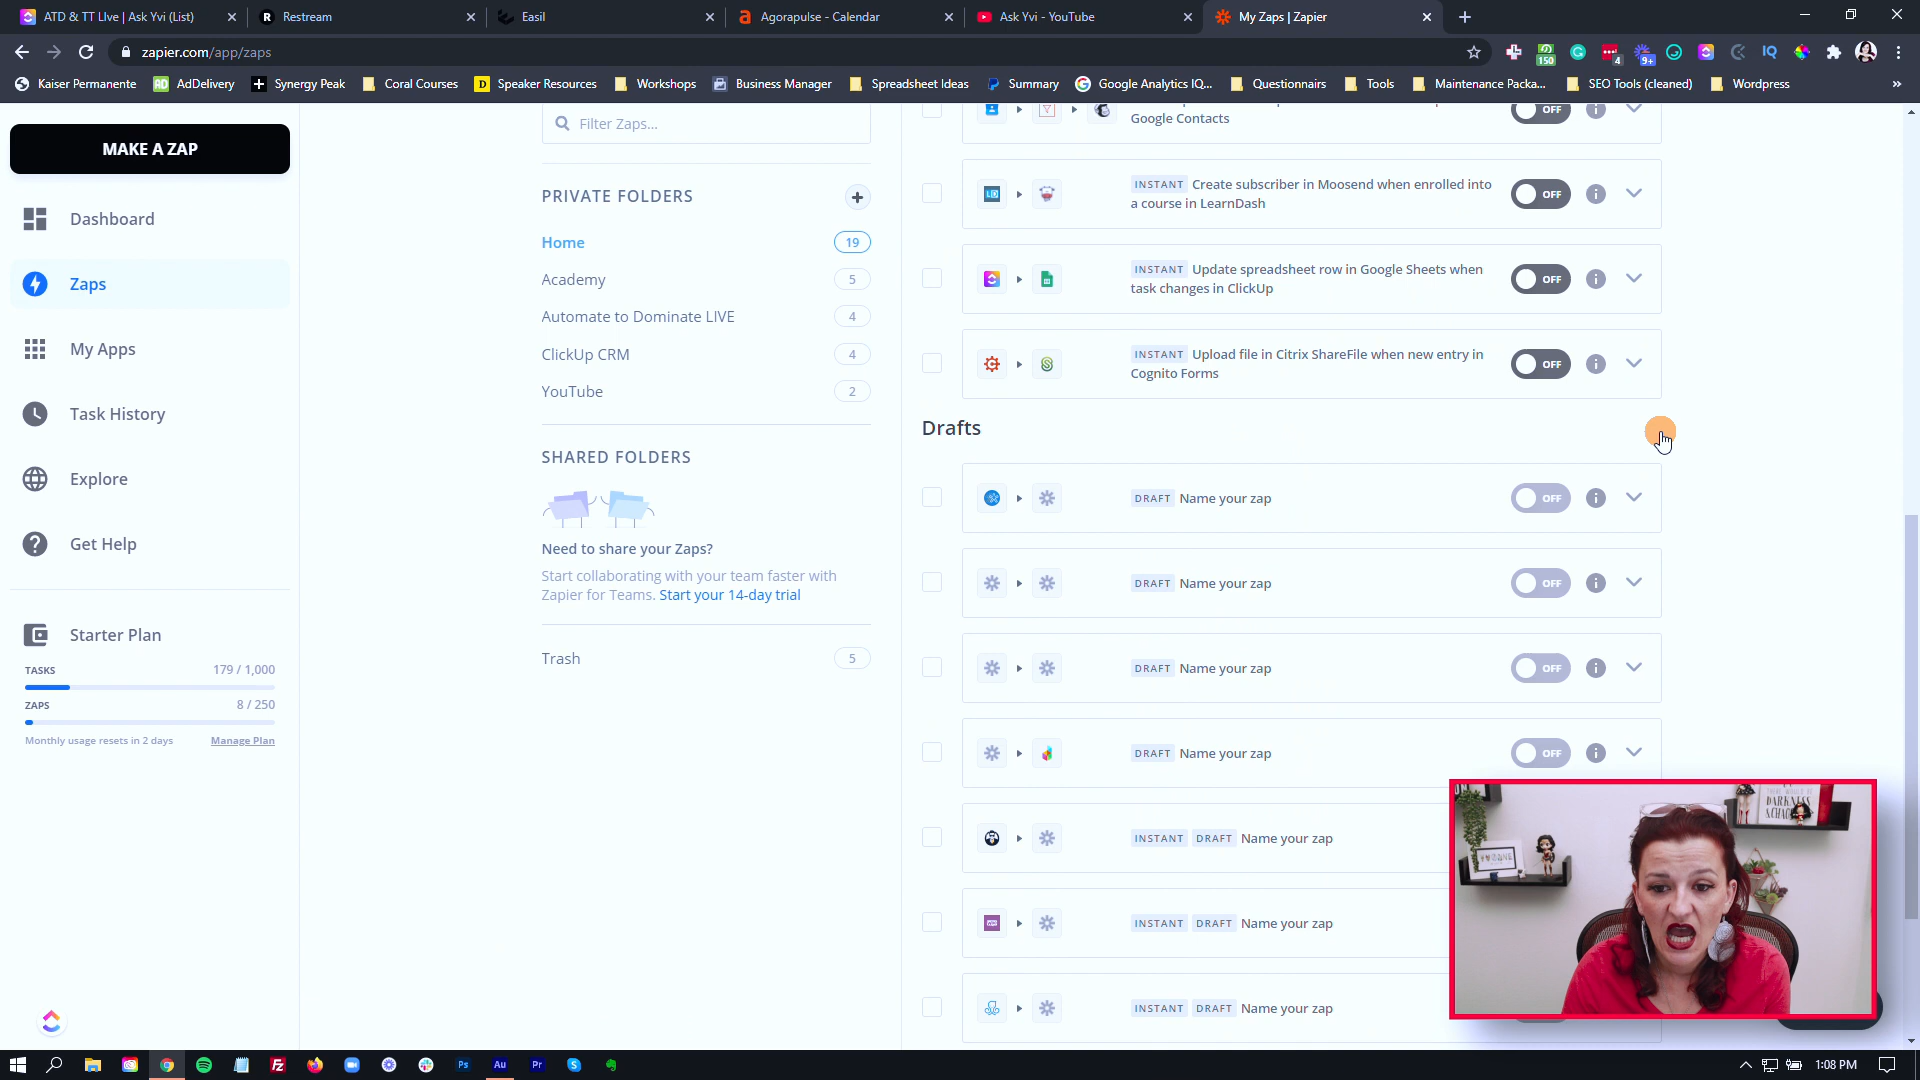 ATD & TT LIve | Ask Yvi (List)
Restream
Easil
Agorapulse - Calendar
Ask Yvi - YouTube
My Zaps | Zapier
zapier.com/app/zaps
150
4
9+
IQ
Kaiser Permanente
AdDelivery
Synergy Peak
Coral Courses
Speaker Resources
Workshops
Business Manager
Spreadsheet Ideas
Summary
Google Analytics IQ...
Questionnairs
Tools
Maintenance Packa...
SEO Tools (cleaned)
Wordpress
»
MAKE A ZAP
Dashboard
Zaps
My Apps
Task History
Explore
Get Help
Starter Plan
TASKS 179 / 1,000
ZAPS 8 / 250
Monthly usage resets in 2 days Manage Plan
Filter Zaps...
PRIVATE FOLDERS
Home 19
Academy 5
Automate to Dominate LIVE 4
ClickUp CRM 4
YouTube 2
SHARED FOLDERS
Need to share your Zaps?
Start collaborating with your team faster with
Zapier for Teams. Start your 14-day trial
Trash 5
Google Contacts OFF
INSTANT Create subscriber in Moosend when enrolled into
a course in LearnDash
OFF
INSTANT Update spreadsheet row in Google Sheets when
task changes in ClickUp
OFF
INSTANT Upload file in Citrix ShareFile when new entry in
Cognito Forms
OFF
Drafts
DRAFT Name your zap OFF
DRAFT Name your zap OFF
DRAFT Name your zap OFF
DRAFT Name your zap OFF
INSTANT DRAFT Name your zap
INSTANT DRAFT Name your zap
INSTANT DRAFT Name your zap
DARKNESS
Ps
Au
Pr
1:08 PM